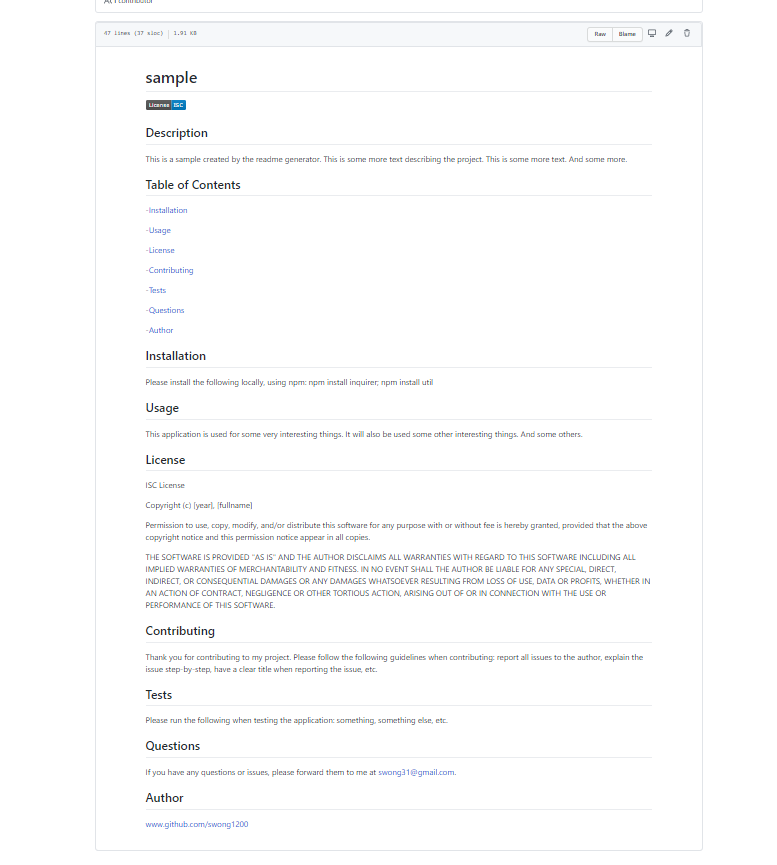 contributor
47 lines (37 sloc) | 1.91 KB
Raw Blame
sample
License ISC
Description
This is a sample created by the readme generator. This is some more text describing the project. This is some more text. And some more.
Table of Contents
-Installation
-Usage
-License
-Contributing
-Tests
-Questions
-Author
Installation
Please install the following locally, using npm: npm install inquirer; npm install util
Usage
This application is used for some very interesting things. It will also be used some other interesting things. And some others.
License
ISC License
Copyright (c) [year], [fullname]
Permission to use, copy, modify, and/or distribute this software for any purpose with or without fee is hereby granted, provided that the above
copyright notice and this permission notice appear in all copies.
THE SOFTWARE IS PROVIDED "AS IS" AND THE AUTHOR DISCLAIMS ALL WARRANTIES WITH REGARD TO THIS SOFTWARE INCLUDING ALL
IMPLIED WARRANTIES OF MERCHANTABILITY AND FITNESS. IN NO EVENT SHALL THE AUTHOR BE LIABLE FOR ANY SPECIAL, DIRECT,
INDIRECT, OR CONSEQUENTIAL DAMAGES OR ANY DAMAGES WHATSOEVER RESULTING FROM LOSS OF USE, DATA OR PROFITS, WHETHER IN
AN ACTION OF CONTRACT, NEGLIGENCE OR OTHER TORTIOUS ACTION, ARISING OUT OF OR IN CONNECTION WITH THE USE OR
PERFORMANCE OF THIS SOFTWARE.
Contributing
Thank you for contributing to my project. Please follow the following guidelines when contributing: report all issues to the author, explain the
issue step-by-step, have a clear title when reporting the issue, etc.
Tests
Please run the following when testing the application: something, something else, etc.
Questions
If you have any questions or issues, please forward them to me at swong31@gmail.com.
Author
www.github.com/swong1200